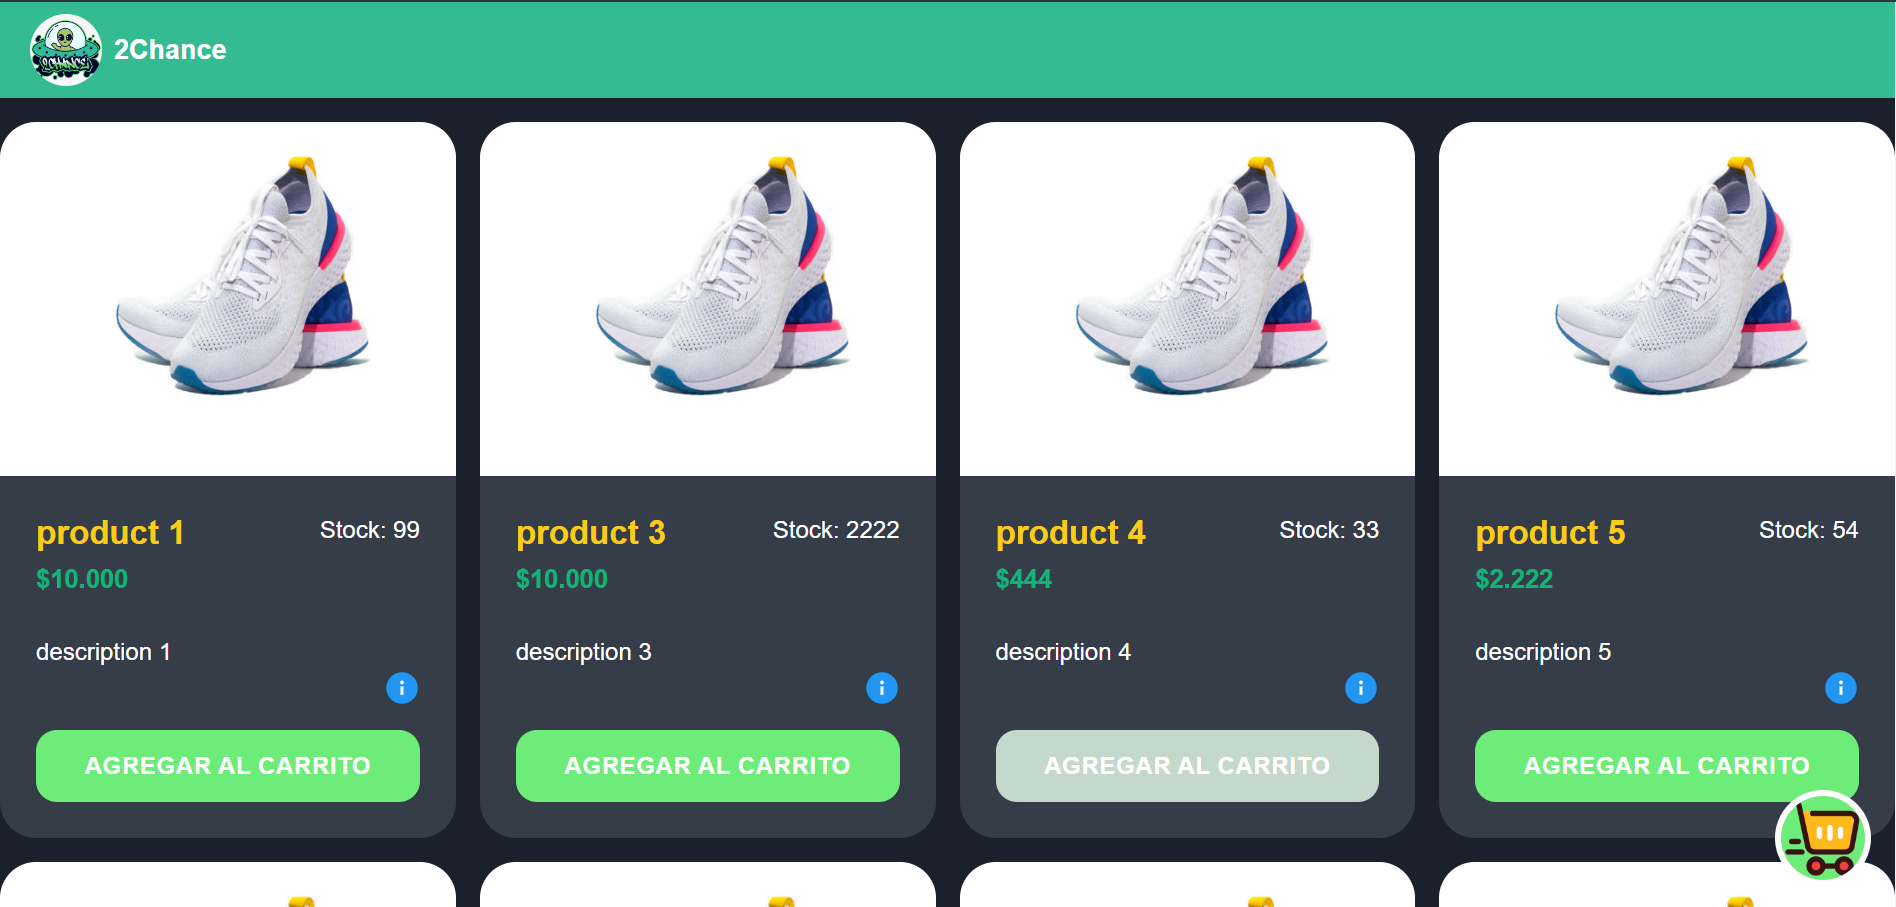 2CHANCE
2Chance
product 1
Stock: 99
$10.000
description 1
AGREGAR AL CARRITO
product 3
Stock: 2222
$10.000
description 3
AGREGAR AL CARRITO
product 4
Stock: 33
$444
description 4
AGREGAR AL CARRITO
product 5
Stock: 54
$2.222
description 5
AGREGAR AL CARRITO